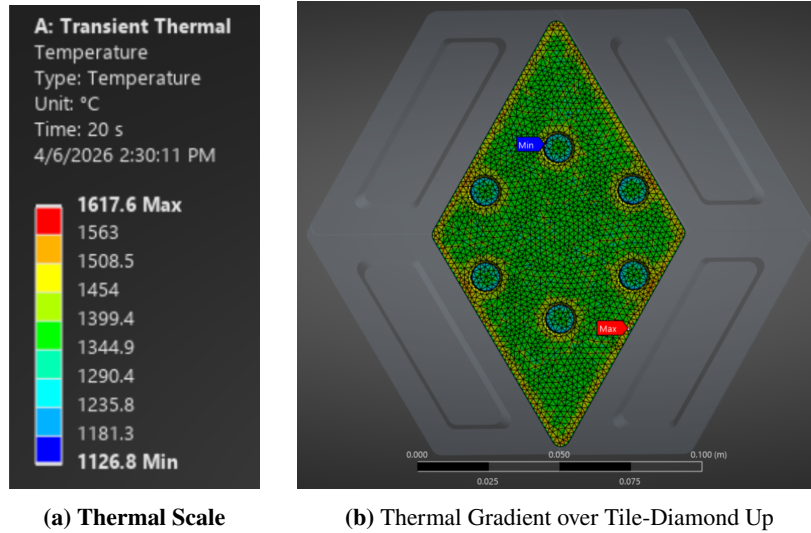 A: Transient Thermal
Temperature
Type: Temperature
Unit: °C
Time: 20 s
4/6/2026 2:30:11 PM
1617.6 Max
1563
1508.5
1454
1399.4
1344.9
1290.4
1235.8
1181.3
1126.8 Min
Min
Max
0.000 0.050 0.100 (m)
0.025 0.075
(a) Thermal Scale
(b) Thermal Gradient over Tile-Diamond Up